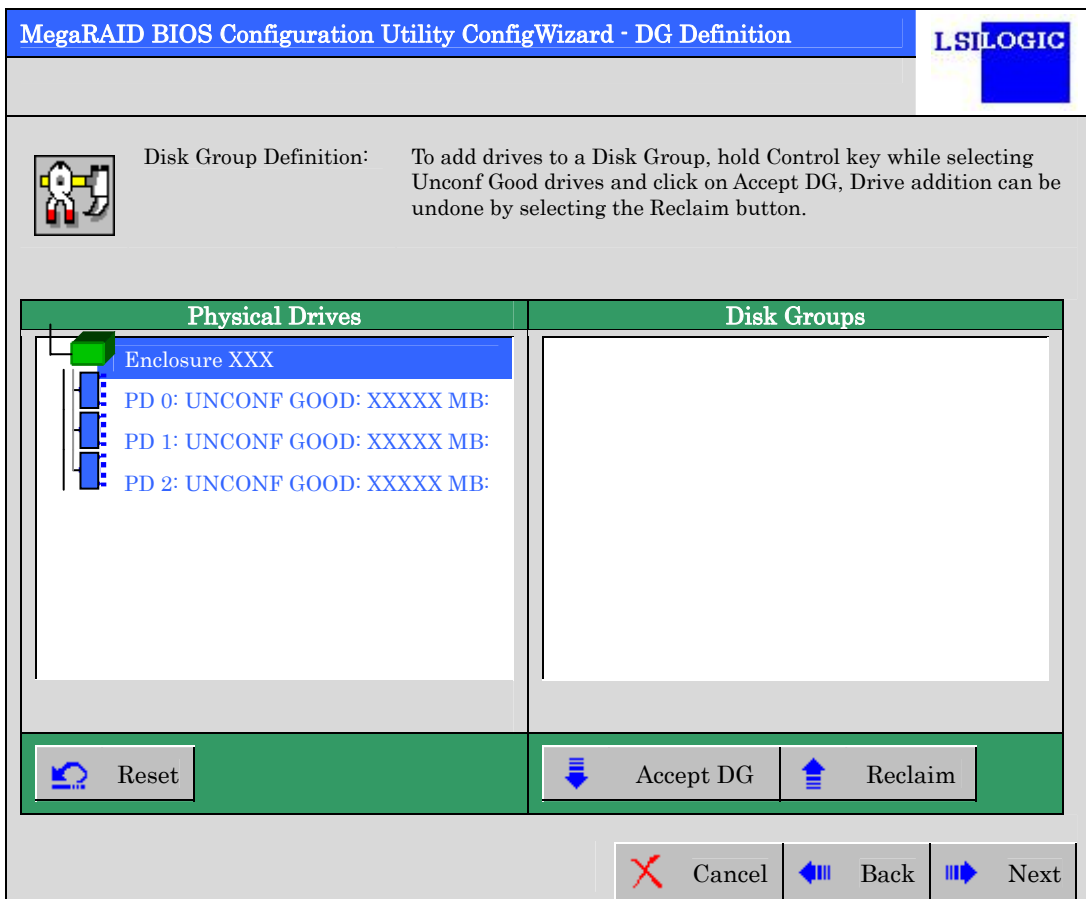 MegaRAID BIOS Configuration Utility ConfigWizard - DG Definition
LSI LOGIC
Disk Group Definition:
To add drives to a Disk Group, hold Control key while selecting
Unconf Good drives and click on Accept DG, Drive addition can be
undone by selecting the Reclaim button.
Physical Drives
Disk Groups
Enclosure XXX
PD 0: UNCONF GOOD: XXXXX MB:
PD 1: UNCONF GOOD: XXXXX MB:
PD 2: UNCONF GOOD: XXXXX MB:
Reset
Accept DG
Reclaim
Cancel
Back
Next